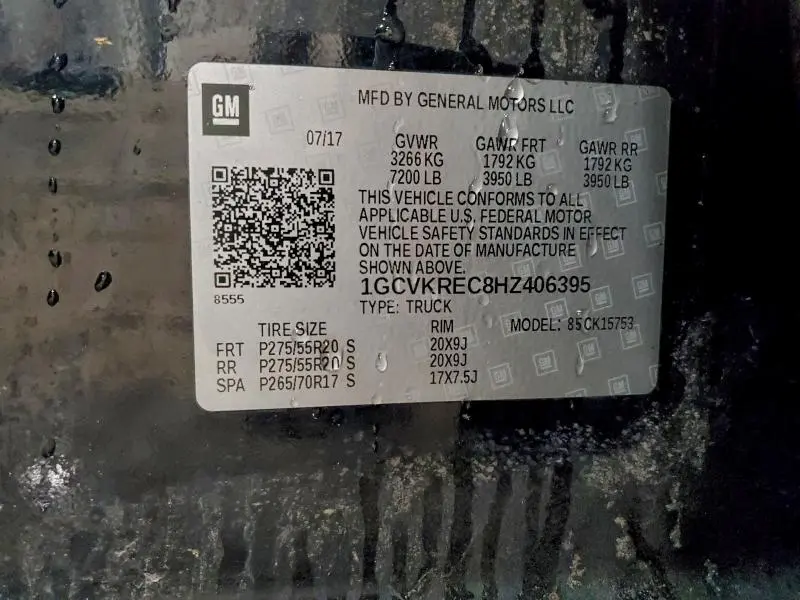 GM
MFD BY GENERAL MOTORS LLC
07/17 GVWR GAWR FRT GAWR RR
3266 KG 1792 KG 1792 KG
7200 LB 3950 LB 3950 LB
THIS VEHICLE CONFORMS TO ALL
APPLICABLE U.S. FEDERAL MOTOR
VEHICLE SAFETY STANDARDS IN EFFECT
ON THE DATE OF MANUFACTURE
SHOWN ABOVE.
8555
1GCVKREC8HZ406395
TYPE: TRUCK
TIRE SIZE RIM MODEL: 85 CK15753
FRT P275/55R20 S 20X9J
RR P275/55R20 S 20X9J
SPA P265/70R17 S 17X7.5J